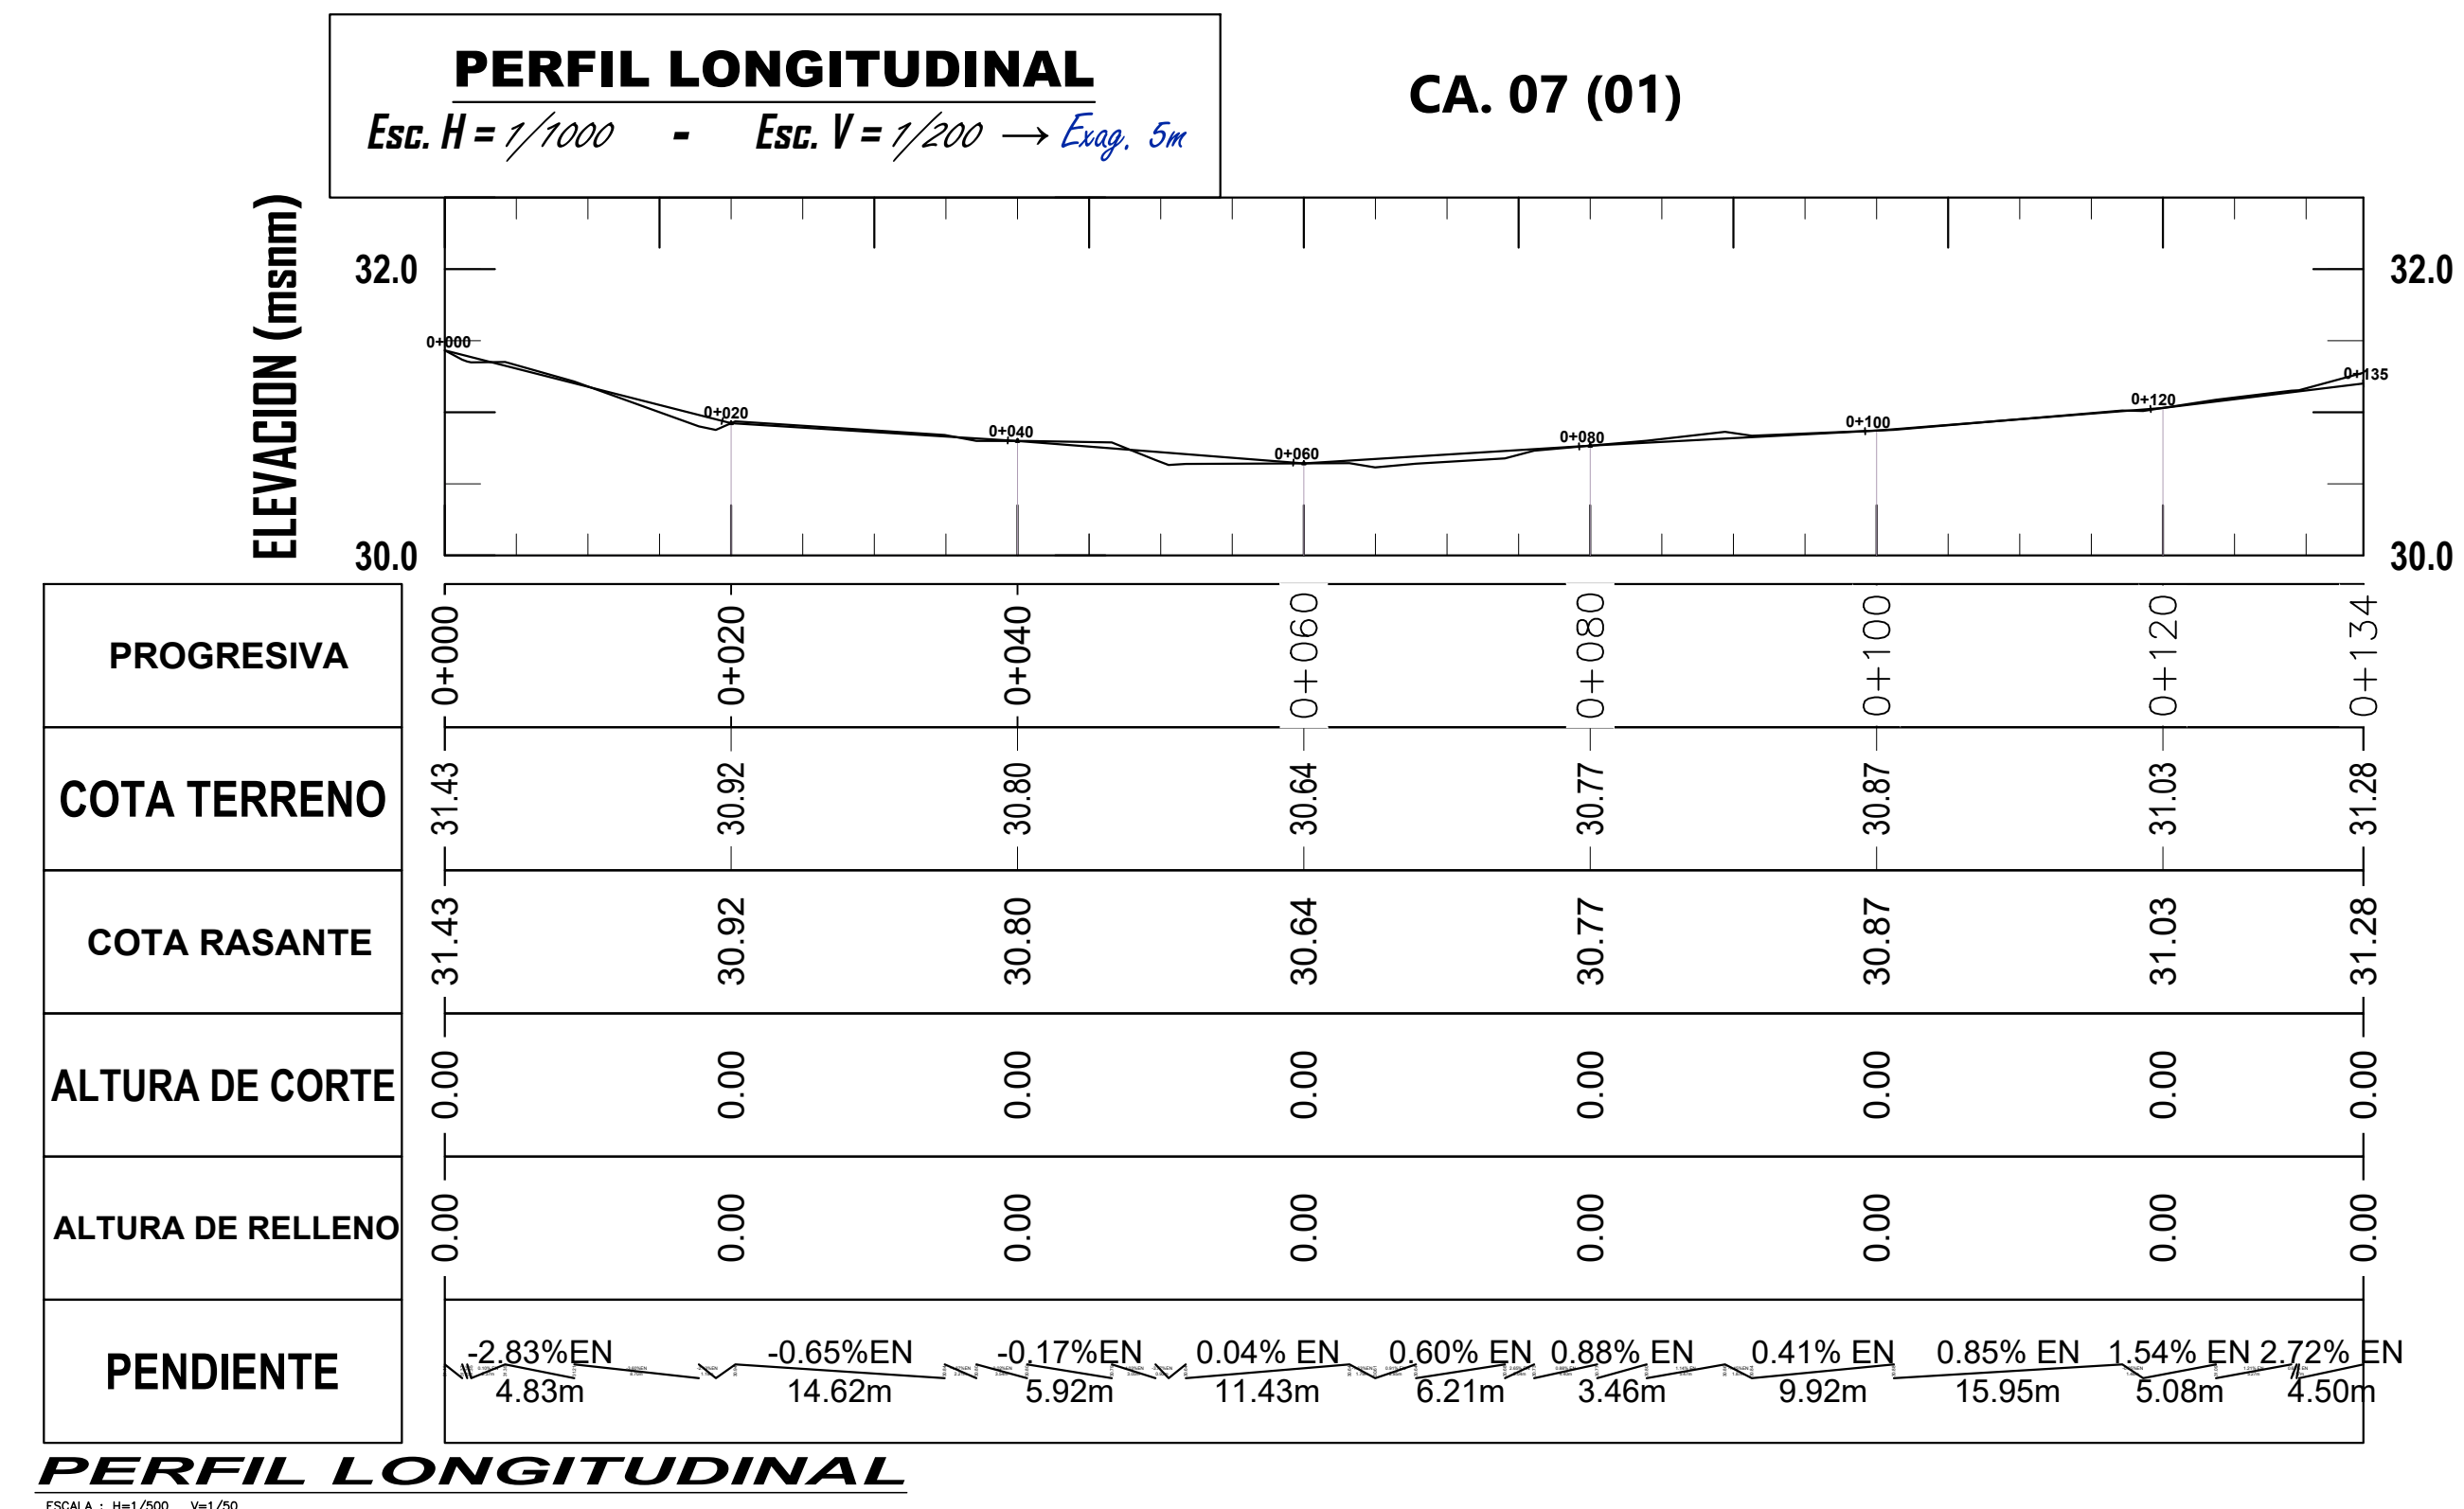 PERFIL LONGITUDINAL
Esc. H = 1/1000 - Esc. V = 1/200 → Exag. 5m
CA. 07 (01)
ELEVACION (msnm)
32.0 32.0
30.0 30.0
0+000 0+020 0+040 0+060 0+080 0+100 0+120 0+135
PROGRESIVA 0+000 0+020 0+040 0+060 0+080 0+100 0+120 0+134
COTA TERRENO 31.43 30.92 30.80 30.64 30.77 30.87 31.03 31.28
COTA RASANTE 31.43 30.92 30.80 30.64 30.77 30.87 31.03 31.28
ALTURA DE CORTE 0.00 0.00 0.00 0.00 0.00 0.00 0.00 0.00
ALTURA DE RELLENO 0.00 0.00 0.00 0.00 0.00 0.00 0.00 0.00
PENDIENTE
-2.83%EN -0.65%EN -0.17%EN 0.04% EN 0.60% EN 0.88% EN 0.41% EN 0.85% EN 1.54% EN 2.72% EN
4.83m 14.62m 5.92m 11.43m 6.21m 3.46m 9.92m 15.95m 5.08m 4.50m
PERFIL LONGITUDINAL
ESCALA : H=1/500 V=1/50